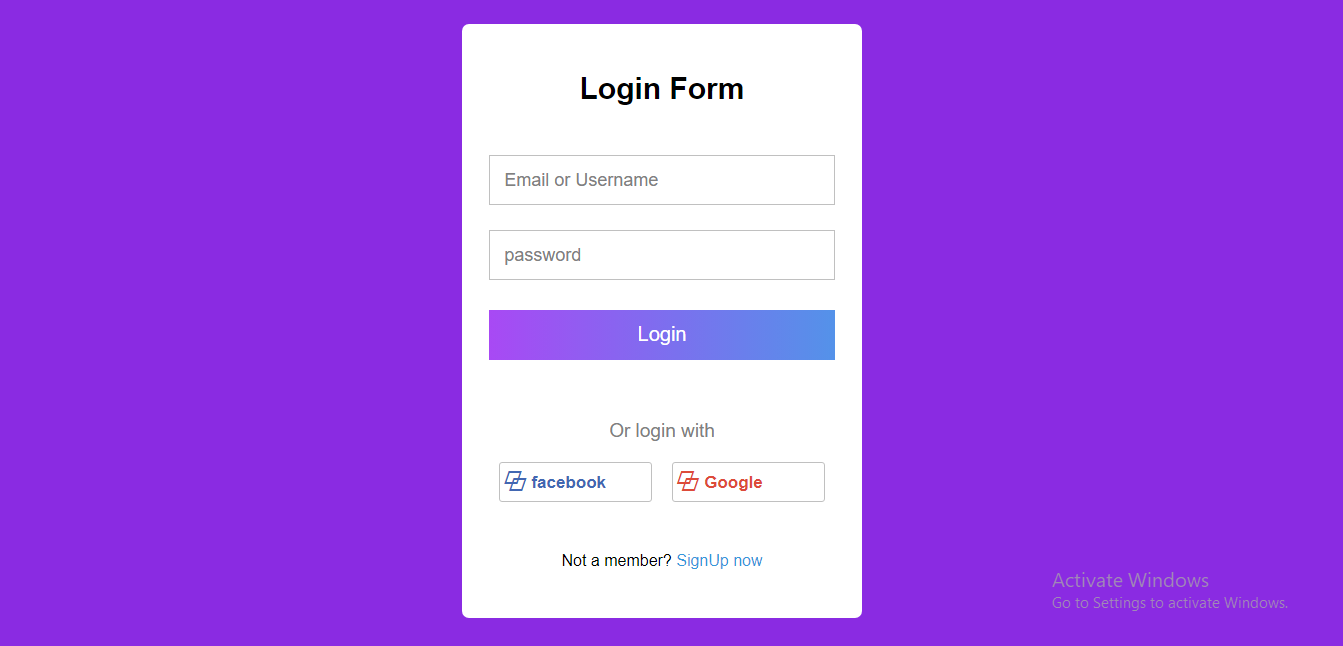 Login Form
Email or Username
password
Login
Or login with
facebook Google
Not a member? SignUp now
Activate Windows
Go to Settings to activate Windows.